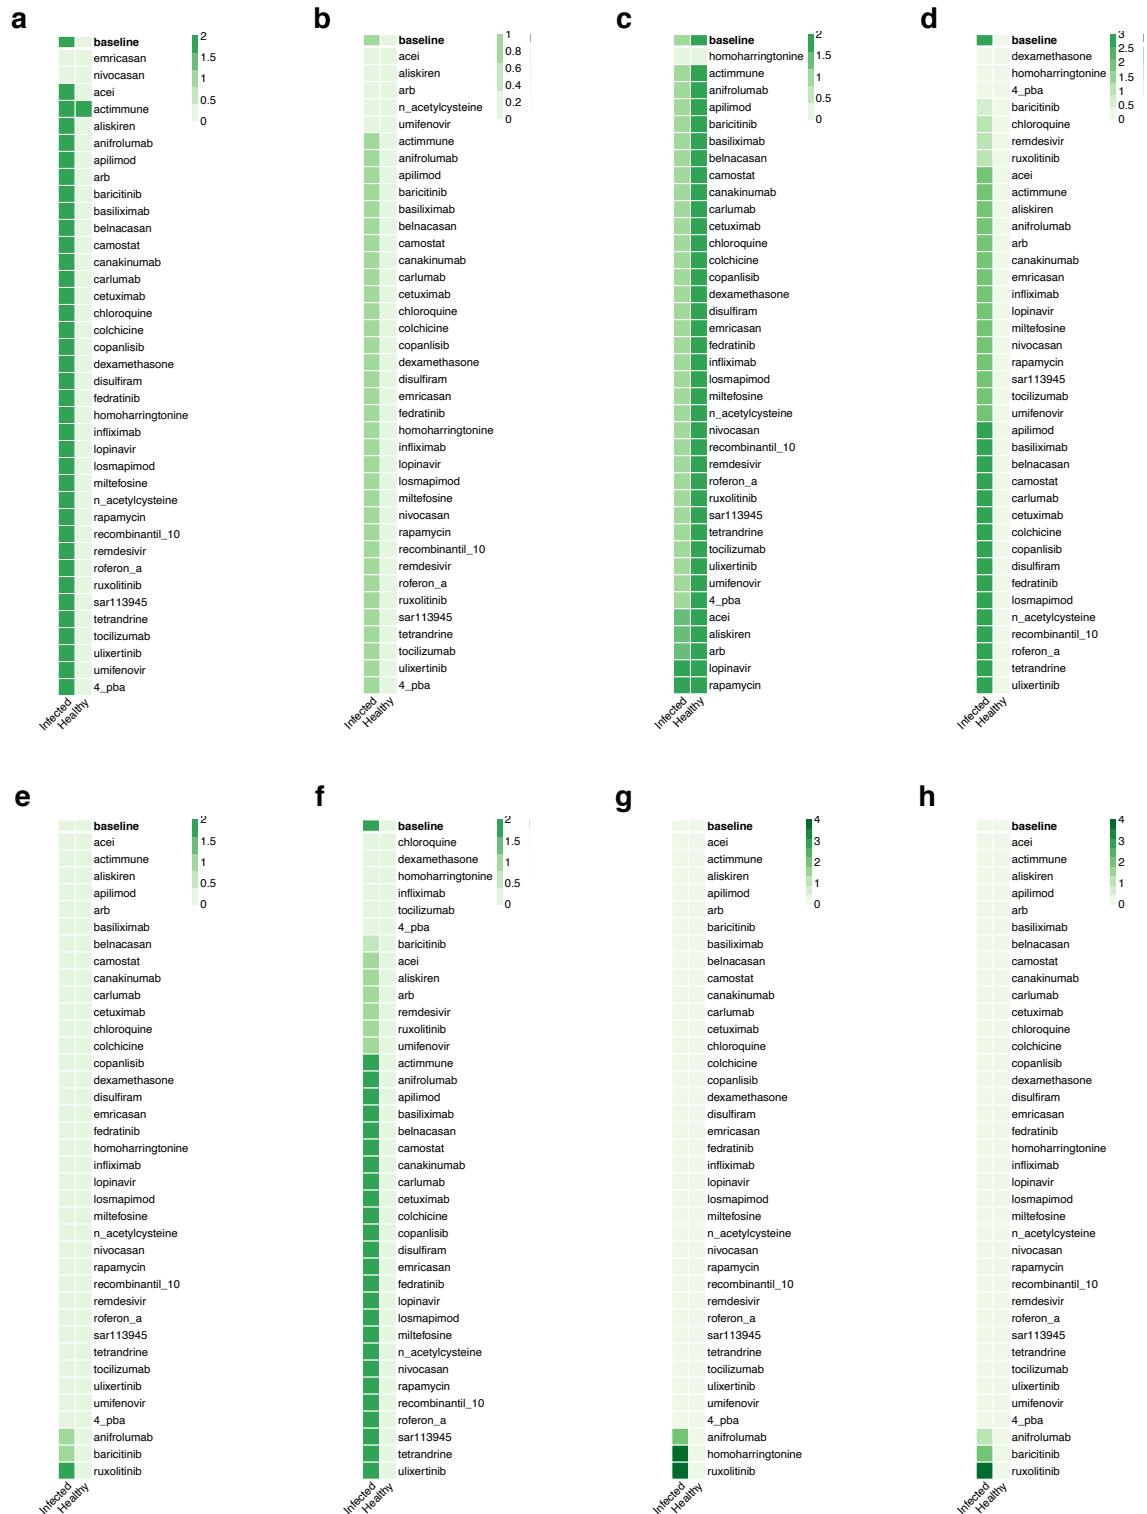 a
baseline
emricasan
nivocasan
acei
actimmune
aliskiren
anifrolumab
apilimod
arb
baricitinib
basiliximab
belnacasan
camostat
canakinumab
carlumab
cetuximab
chloroquine
colchicine
copanlisib
dexamethasone
disulfiram
fedratinib
homoharringtonine
infliximab
lopinavir
losmapimod
miltefosine
n_acetylcysteine
rapamycin
recombinantil_10
remdesivir
roferon_a
ruxolitinib
sar113945
tetrandrine
tocilizumab
ulixertinib
umifenovir
4_pba
Infected
Healthy
2
1.5
1
0.5
0
b
baseline
acei
aliskiren
arb
n_acetylcysteine
umifenovir
actimmune
anifrolumab
apilimod
baricitinib
basiliximab
belnacasan
camostat
canakinumab
carlumab
cetuximab
chloroquine
colchicine
copanlisib
dexamethasone
disulfiram
emricasan
fedratinib
homoharringtonine
infliximab
lopinavir
losmapimod
miltefosine
nivocasan
rapamycin
recombinantil_10
remdesivir
roferon_a
ruxolitinib
sar113945
tetrandrine
tocilizumab
ulixertinib
4_pba
Infected
Healthy
1
0.8
0.6
0.4
0.2
0
c
baseline
homoharringtonine
actimmune
anifrolumab
apilimod
baricitinib
basiliximab
belnacasan
camostat
canakinumab
carlumab
cetuximab
chloroquine
colchicine
copanlisib
dexamethasone
disulfiram
emricasan
fedratinib
infliximab
losmapimod
miltefosine
n_acetylcysteine
nivocasan
recombinantil_10
remdesivir
roferon_a
ruxolitinib
sar113945
tetrandrine
tocilizumab
ulixertinib
umifenovir
4_pba
acei
aliskiren
arb
lopinavir
rapamycin
Infected
Healthy
2
1.5
1
0.5
0
d
baseline
dexamethasone
homoharringtonine
4_pba
baricitinib
chloroquine
remdesivir
ruxolitinib
acei
actimmune
aliskiren
anifrolumab
arb
canakinumab
emricasan
infliximab
lopinavir
miltefosine
nivocasan
rapamycin
sar113945
tocilizumab
umifenovir
apilimod
basiliximab
belnacasan
camostat
carlumab
cetuximab
colchicine
copanlisib
disulfiram
fedratinib
losmapimod
n_acetylcysteine
recombinantil_10
roferon_a
tetrandrine
ulixertinib
Infected
Healthy
3
2.5
2
1.5
1
0.5
0
e
baseline
acei
actimmune
aliskiren
apilimod
arb
basiliximab
belnacasan
camostat
canakinumab
carlumab
cetuximab
chloroquine
colchicine
copanlisib
dexamethasone
disulfiram
emricasan
fedratinib
homoharringtonine
infliximab
lopinavir
losmapimod
miltefosine
n_acetylcysteine
nivocasan
rapamycin
recombinantil_10
remdesivir
roferon_a
sar113945
tetrandrine
tocilizumab
ulixertinib
umifenovir
4_pba
anifrolumab
baricitinib
ruxolitinib
Infected
Healthy
2
1.5
1
0.5
0
f
baseline
chloroquine
dexamethasone
homoharringtonine
infliximab
tocilizumab
4_pba
baricitinib
acei
aliskiren
arb
remdesivir
ruxolitinib
umifenovir
actimmune
anifrolumab
apilimod
basiliximab
belnacasan
camostat
canakinumab
carlumab
cetuximab
colchicine
copanlisib
disulfiram
emricasan
fedratinib
lopinavir
losmapimod
miltefosine
n_acetylcysteine
nivocasan
rapamycin
recombinantil_10
roferon_a
sar113945
tetrandrine
ulixertinib
Infected
Healthy
2
1.5
1
0.5
0
g
baseline
acei
actimmune
aliskiren
apilimod
arb
baricitinib
basiliximab
belnacasan
camostat
canakinumab
carlumab
cetuximab
chloroquine
colchicine
copanlisib
dexamethasone
disulfiram
emricasan
fedratinib
infliximab
lopinavir
losmapimod
miltefosine
n_acetylcysteine
nivocasan
rapamycin
recombinantil_10
remdesivir
roferon_a
sar113945
tetrandrine
tocilizumab
ulixertinib
umifenovir
4_pba
anifrolumab
homoharringtonine
ruxolitinib
Infected
Healthy
4
3
2
1
0
h
baseline
acei
actimmune
aliskiren
apilimod
arb
basiliximab
belnacasan
camostat
canakinumab
carlumab
cetuximab
chloroquine
colchicine
copanlisib
dexamethasone
disulfiram
emricasan
fedratinib
homoharringtonine
infliximab
lopinavir
losmapimod
miltefosine
n_acetylcysteine
nivocasan
rapamycin
recombinantil_10
remdesivir
roferon_a
sar113945
tetrandrine
tocilizumab
ulixertinib
umifenovir
4_pba
anifrolumab
baricitinib
ruxolitinib
Infected
Healthy
4
3
2
1
0